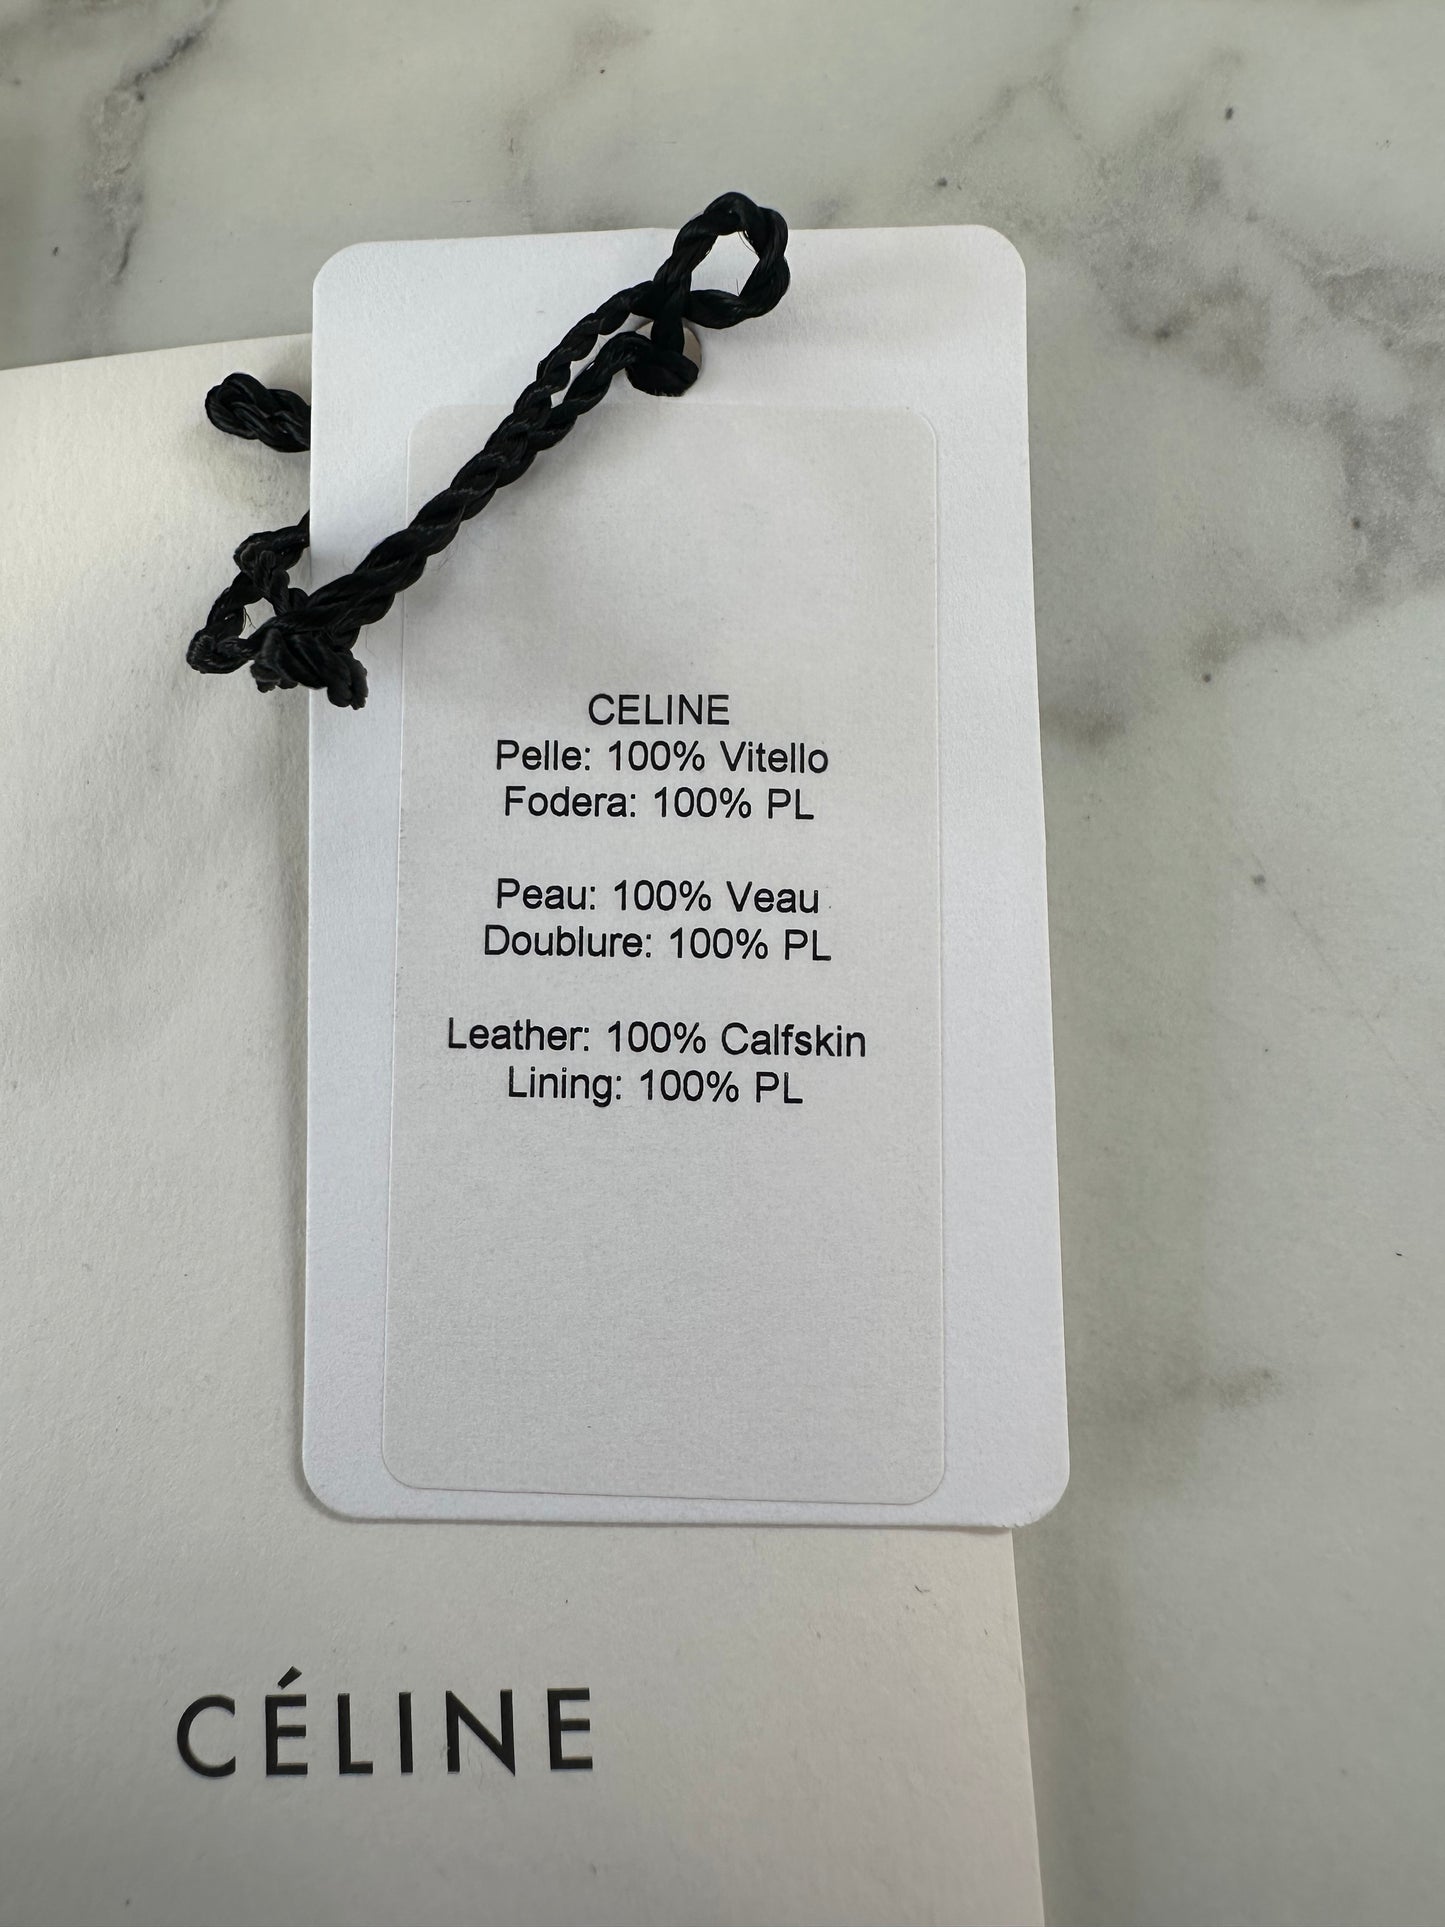 CELINE
Pelle: 100% Vitello
Fodera: 100% PL
Peau: 100% Veau
Doublure: 100% PL
Leather: 100% Calfskin
Lining: 100% PL
CÉLINE